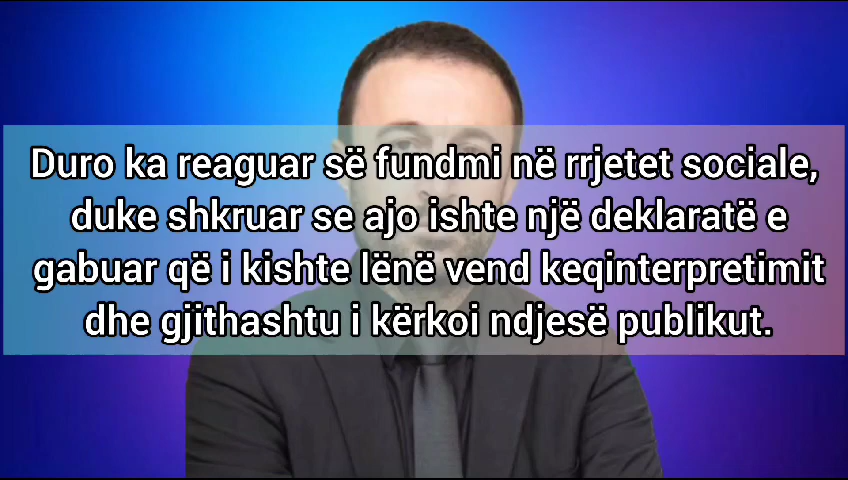 Duro ka reaguar së fundmi në rrjetet sociale,
duke shkruar se ajo ishte një deklaratë e
gabuar që i kishte lënë vend keqinterpretimit
dhe gjithashtu i kërkoi ndjesë publikut.